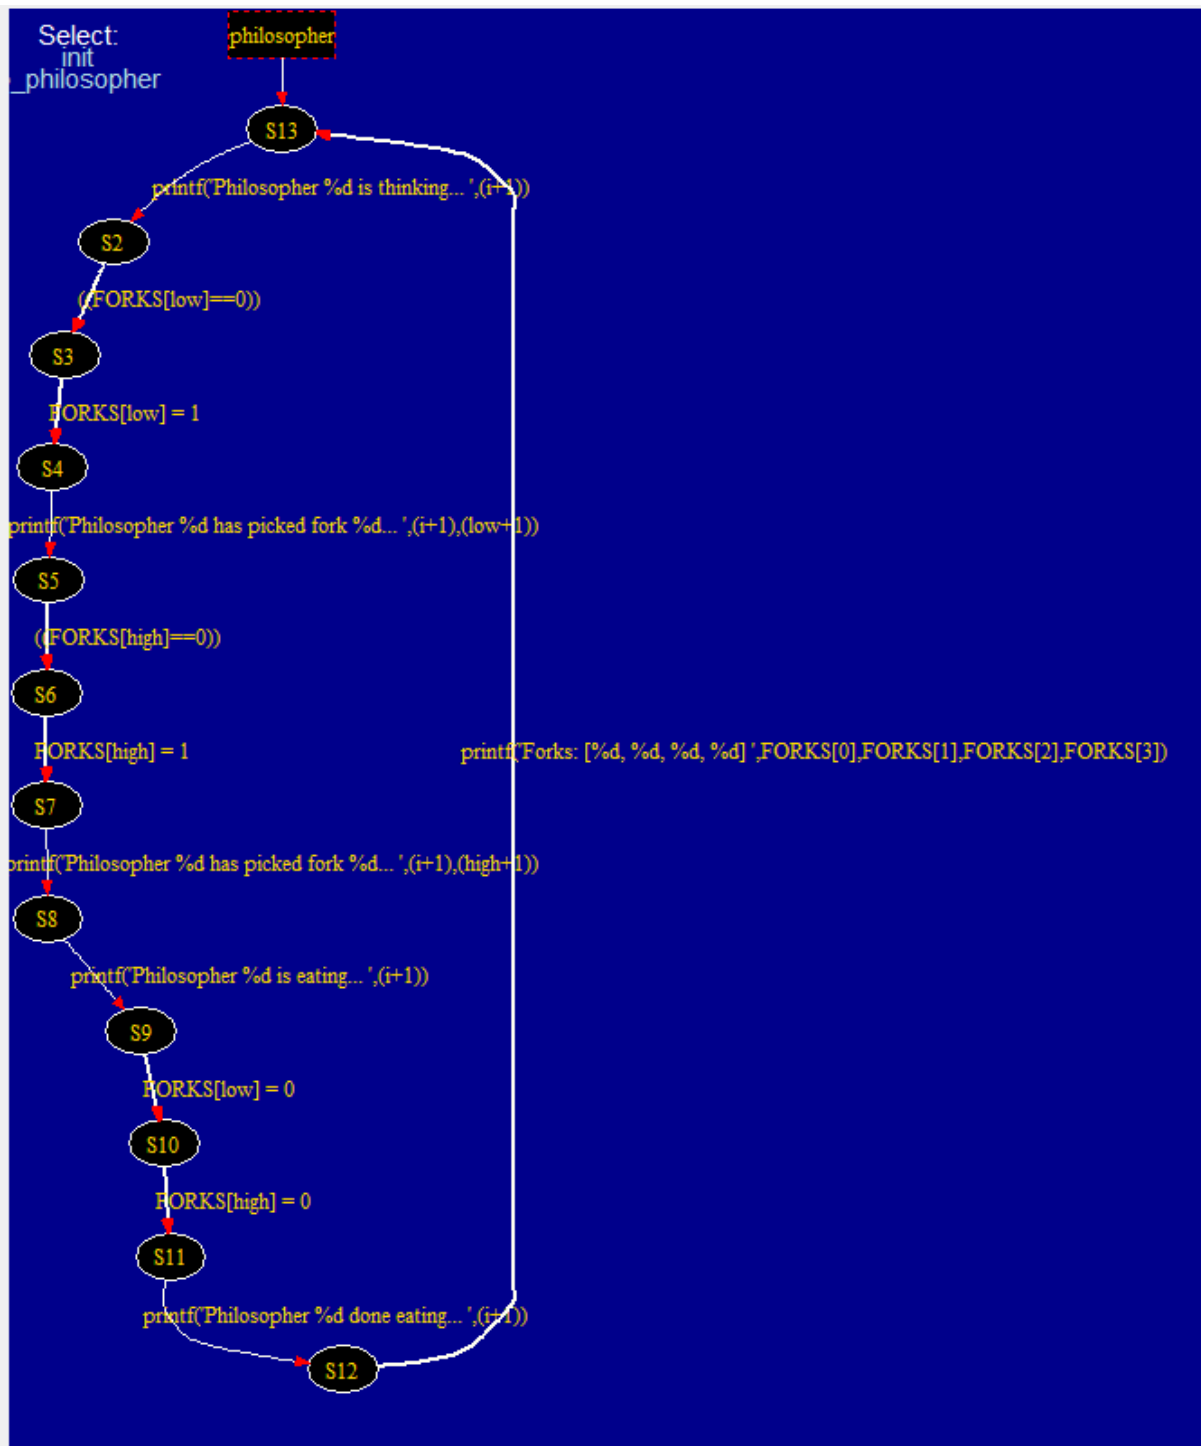 Select:
init
_philosopher
philosopher
S13
printf('Philosopher %d is thinking... ',(i+1))
S2
((FORKS[low]==0))
S3
FORKS[low] = 1
S4
printf('Philosopher %d has picked fork %d... ',(i+1),(low+1))
S5
((FORKS[high]==0))
S6
FORKS[high] = 1
printf('Forks: [%d, %d, %d, %d] ',FORKS[0],FORKS[1],FORKS[2],FORKS[3])
S7
printf('Philosopher %d has picked fork %d... ',(i+1),(high+1))
S8
printf('Philosopher %d is eating... ',(i+1))
S9
FORKS[low] = 0
S10
FORKS[high] = 0
S11
printf('Philosopher %d done eating... ',(i+1))
S12